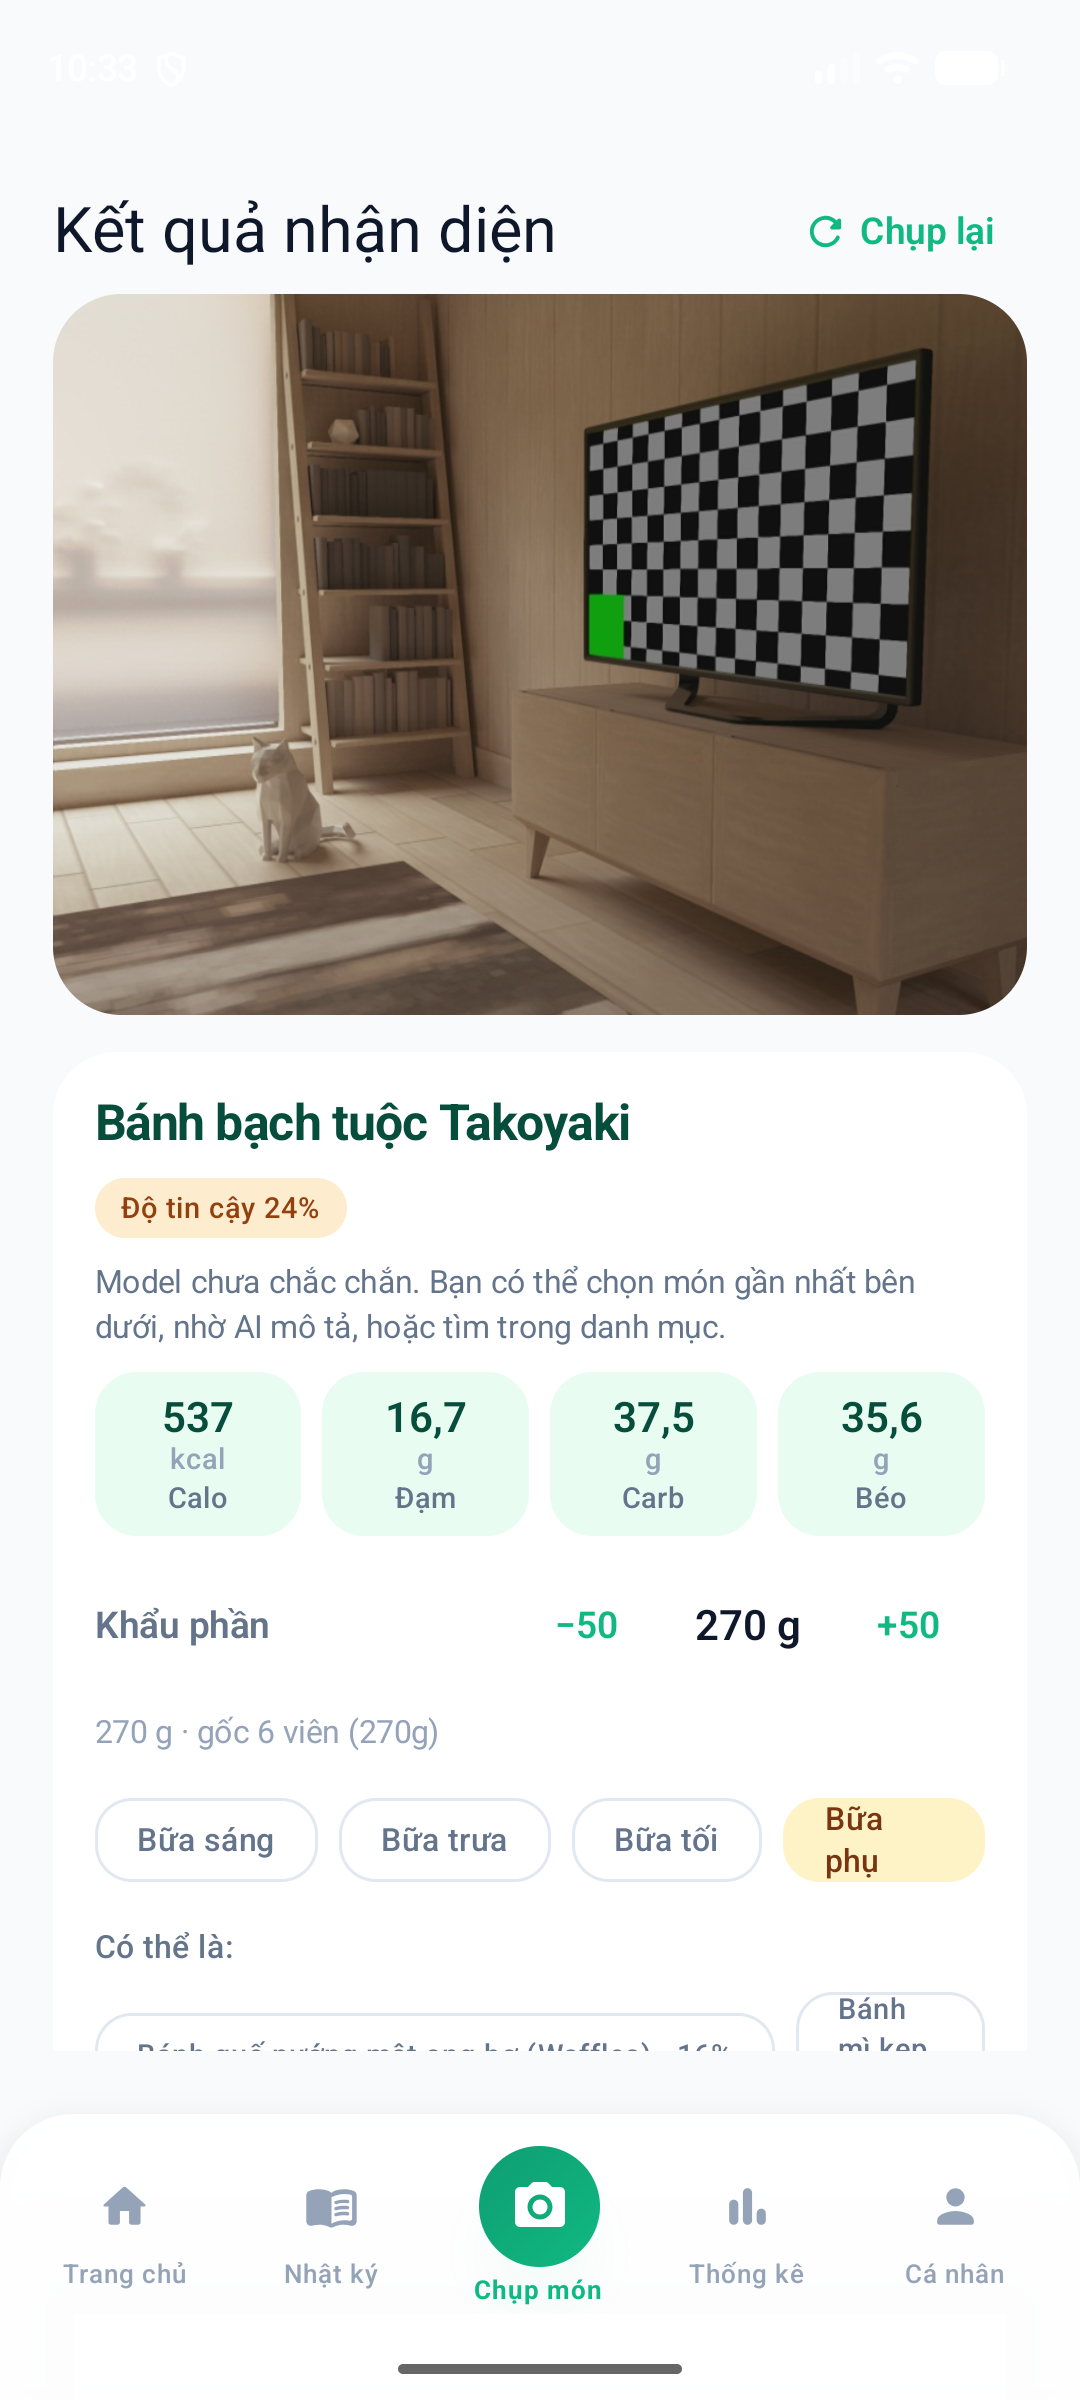 10:33
Kết quả nhận diện
Chụp lại
Bánh bạch tuộc Takoyaki
Độ tin cậy 24%
Model chưa chắc chắn. Bạn có thể chọn món gần nhất bên
dưới, nhờ AI mô tả, hoặc tìm trong danh mục.
537
kcal
Calo
16,7
g
Đạm
37,5
g
Carb
35,6
g
Béo
Khẩu phần
−50
270 g
+50
270 g · gốc 6 viên (270g)
Bữa sáng
Bữa trưa
Bữa tối
Bữa
phụ
Có thể là:
Bánh
mì kẹp
Trang chủ
Nhật ký
Chụp món
Thống kê
Cá nhân